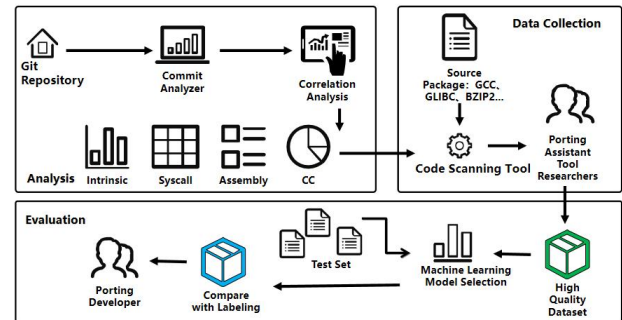 Git
Repository
Commit
Analyzer
Correlation
Analysis
Analysis
Intrinsic
Syscall
Assembly
CC
Data Collection
Source
Package：GCC、
GLIBC、BZIP2...
Code Scanning Tool
Porting
Assistant
Tool
Researchers
Evaluation
Porting
Developer
Compare
with Labeling
Test Set
Machine Learning
Model Selection
High
Quality
Dataset